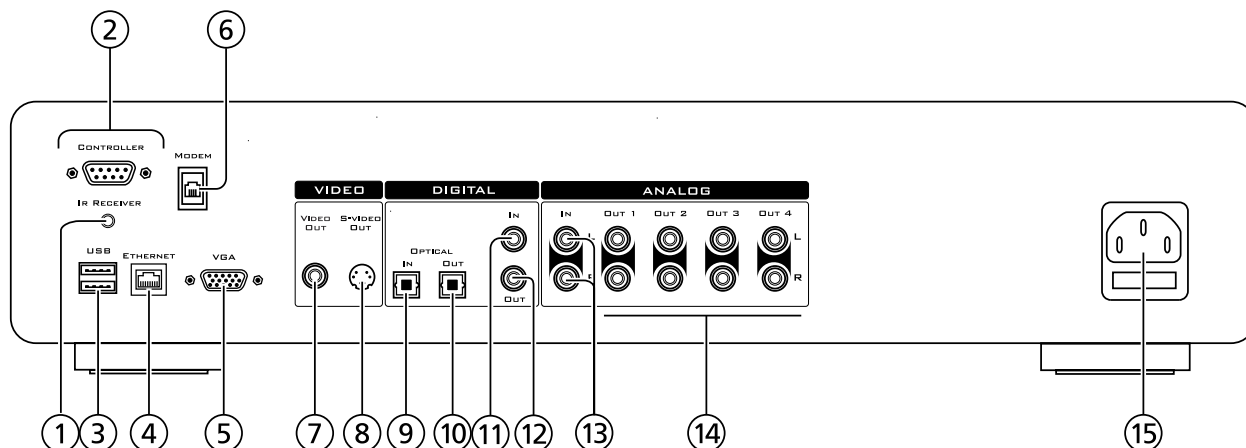 2 6
CONTROLLER
MODEM
IR RECEIVER
USB ETHERNET VGA
VIDEO DIGITAL ANALOG
VIDEO OUT S-VIDEO OUT
OPTICAL
IN OUT
IN
OUT
IN OUT 1 OUT 2 OUT 3 OUT 4
L L
R R
1 3 4 5 7 8 9 10 11 12 13 14 15